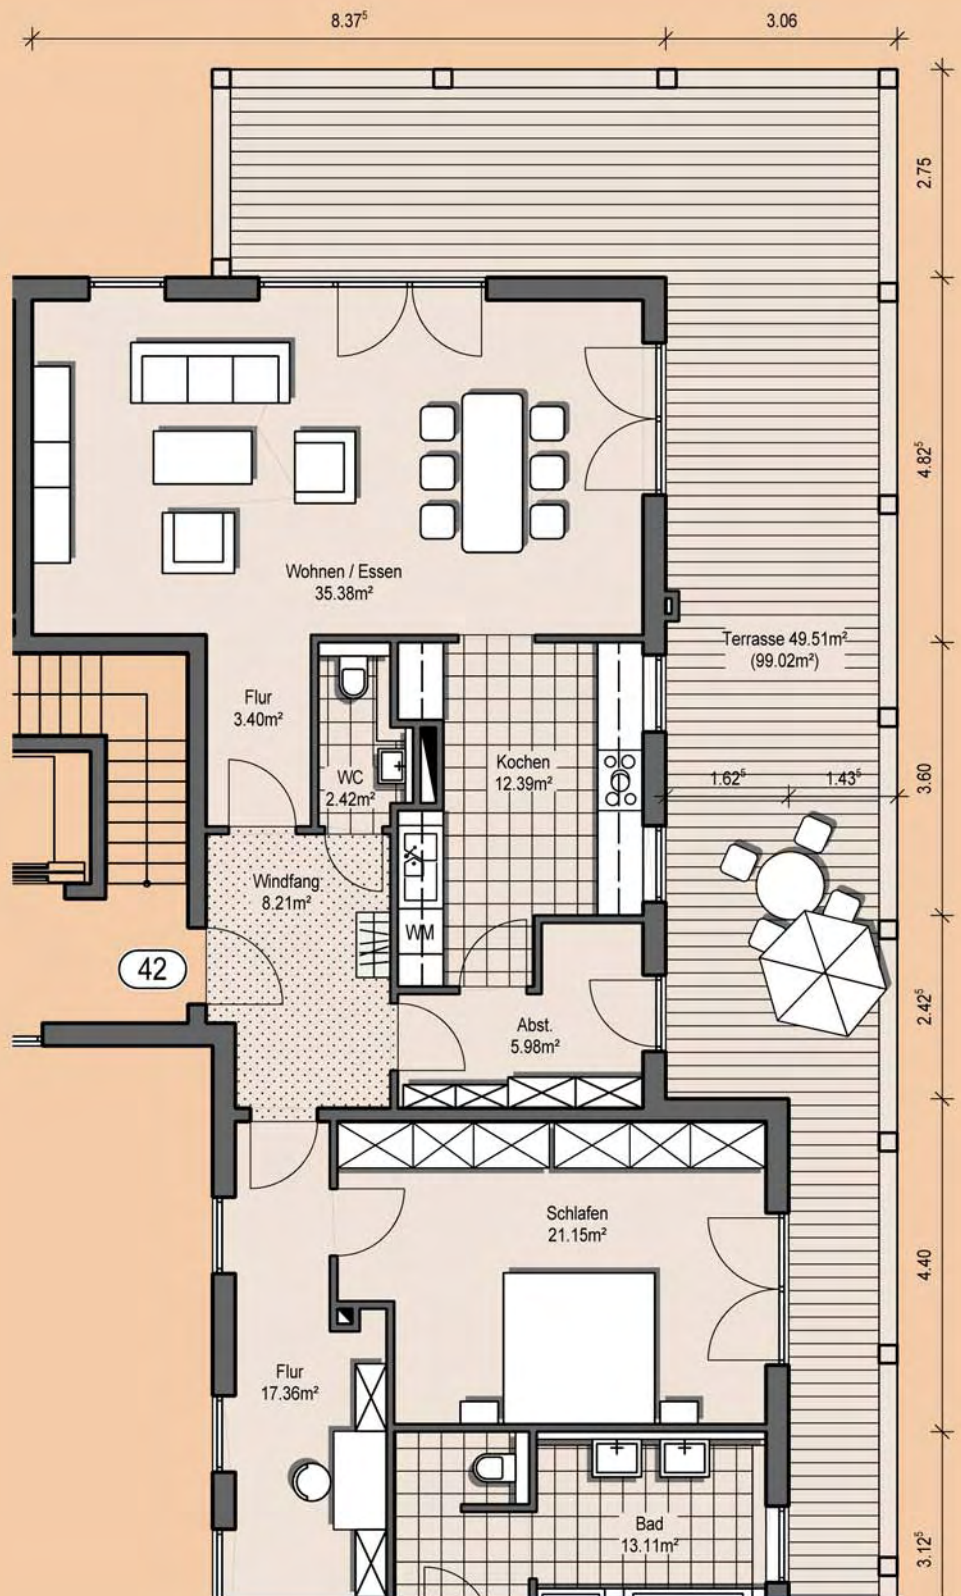 8.37⁵
3.06
2.75
4.82⁵
Wohnen / Essen
35.38m²
Terrasse 49.51m²
(99.02m²)
Flur
3.40m²
WC
2.42m²
Kochen
12.39m²
1.62⁵
1.43⁵
3.60
Windfang
8.21m²
WM
42
Abst.
5.98m²
2.42⁵
Schlafen
21.15m²
4.40
Flur
17.36m²
Bad
13.11m²
3.12⁵